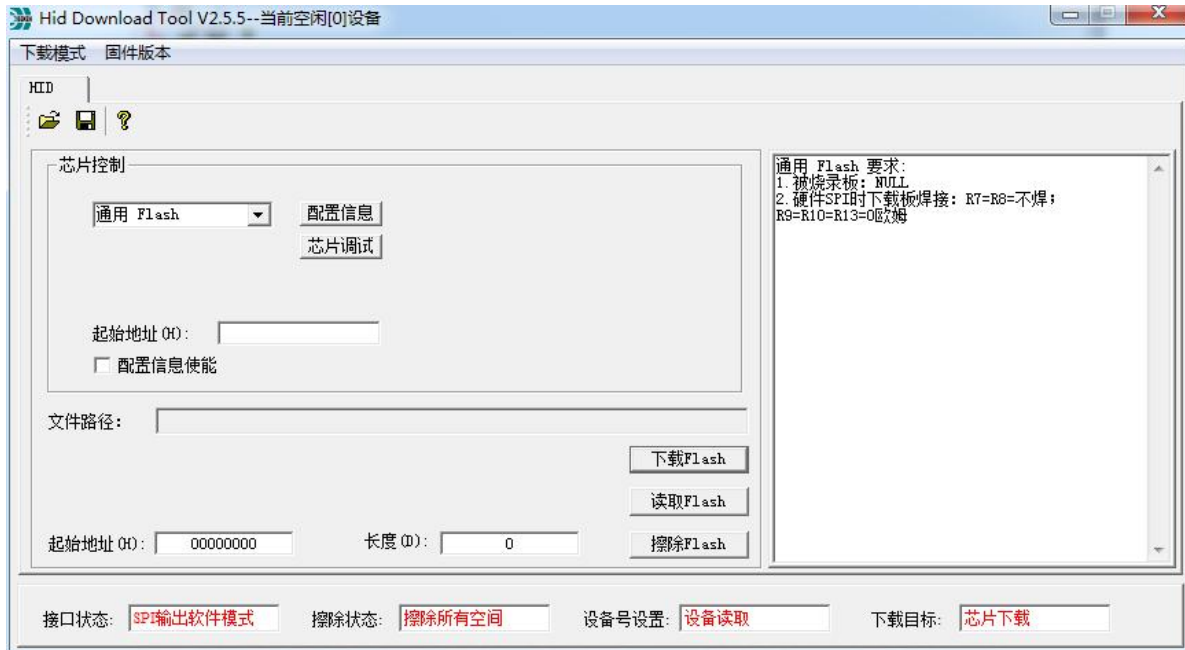 Hid Download Tool V2.5.5--当前空闲[0]设备
下载模式 固件版本
HID
芯片控制
通用 Flash
配置信息
芯片调试
起始地址(H):
配置信息使能
文件路径:
下载Flash
读取Flash
起始地址(H): 00000000 长度(D): 0 擦除Flash
通用 Flash 要求:
1.被烧录板: NULL
2.硬件SPI时下载板焊接: R7=R8=不焊;
R9=R10=R13=0欧姆
接口状态: SPI输出软件模式 擦除状态: 擦除所有空间 设备号设置: 设备读取 下载目标: 芯片下载